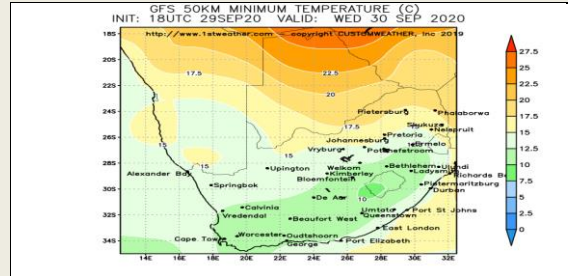 GFS 50KM MINIMUM TEMPERATURE (C)
INIT: 18UTC 29SEP20 VALID: WED 30 SEP 2020
http://www.1stweather.com - copyright CUSTOMWEATHER, Inc 2019
18S
20S
22S
24S
26S
28S
30S
32S
34S
14E 16E 18E 20E 22E 24E 26E 28E 30E 32E
17.5
22.5
20
15
17.5
15
15
15
15
10
Pietersburg
Phalaborwa
Skukuza
Nelspruit
Pretoria
Johannesburg
Ermelo
Vryburg
Potchefstroom
Welkom
Bethlehem
Ulundi
Ladysmith
Upington
Kimberley
Bloemfontein
Richards B
Alexander Bay
Pietermaritzburg
Durban
Springbok
De Aar
Calvinia
Umtata
Port St Johns
Vredendal
Queenstown
Beaufort West
East London
Worcester
Oudtshoorn
Cape Town
George
Port Elizabeth
27.5
25
22.5
20
17.5
15
12.5
10
7.5
5
2.5
0